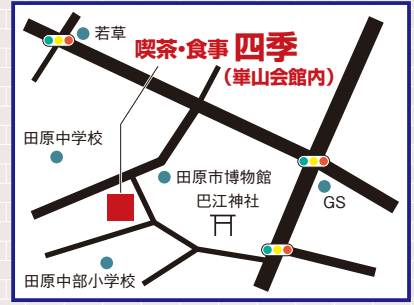 若草
喫茶・食事 四季
（崋山会館内）
田原中学校
田原市博物館
巴江神社
GS
田原中部小学校